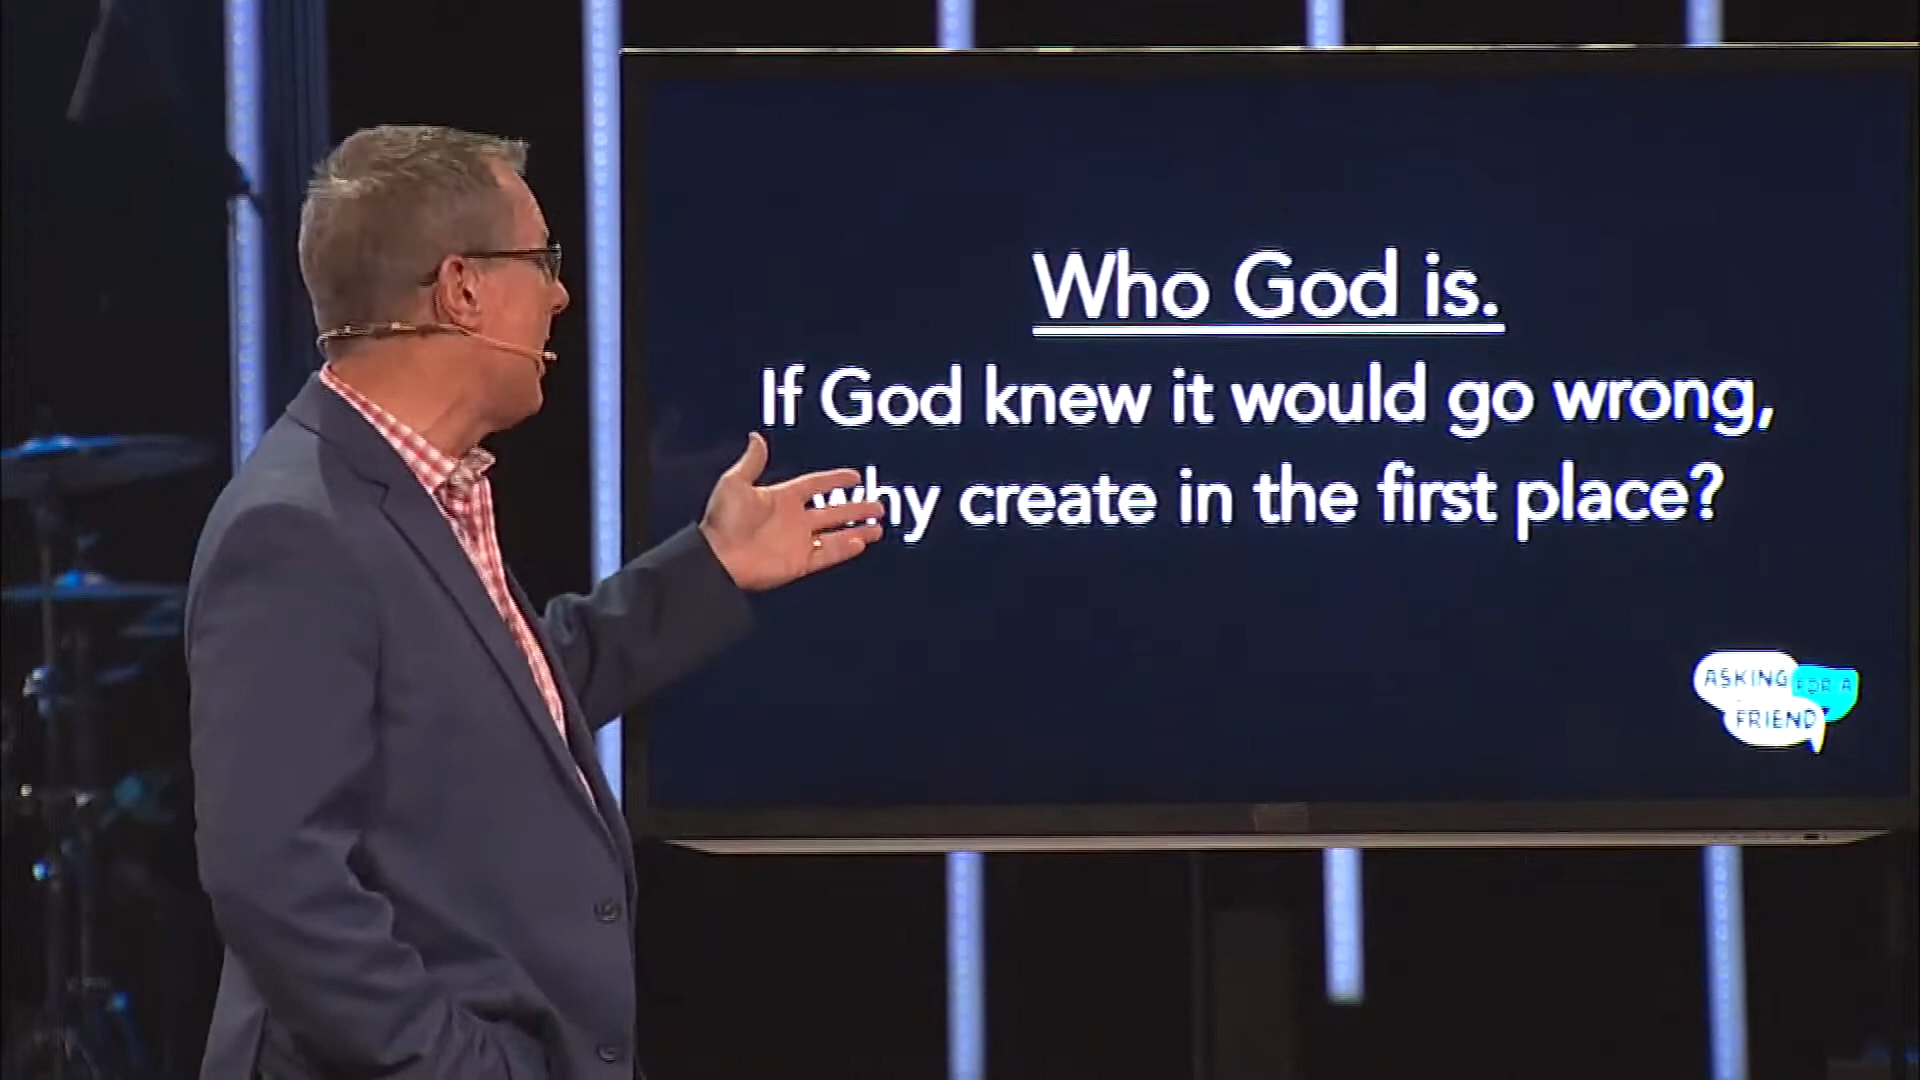 Who God is.
If God knew it would go wrong,
why create in the first place?
ASKING FOR A
FRIEND